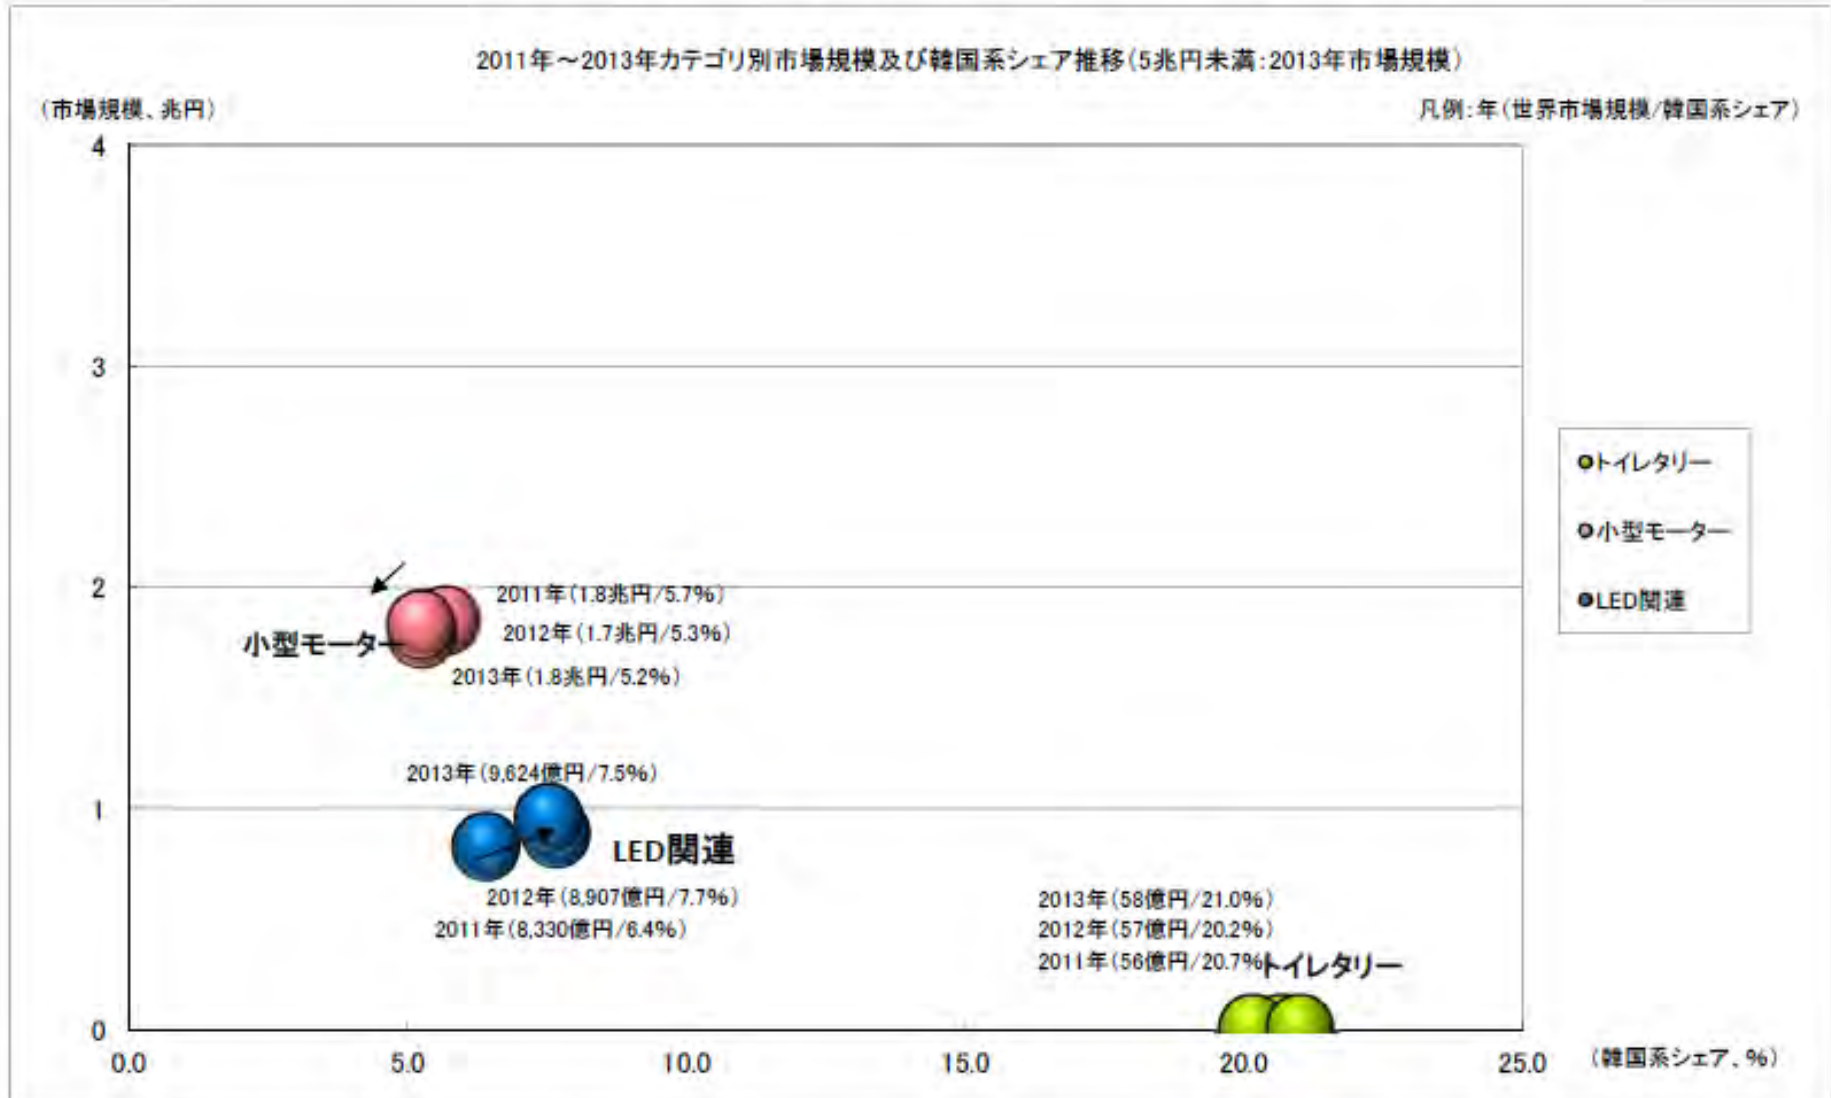 2011年～2013年カテゴリ別市場規模及び韓国系シェア推移(5兆円未満:2013年市場規模)
(市場規模、兆円)
凡例:年(世界市場規模/韓国系シェア)
4
3
2
1
0
0.0
5.0
10.0
15.0
20.0
25.0
(韓国系シェア、%)
小型モーター
2011年(1.8兆円/5.7%)
2012年(1.7兆円/5.3%)
2013年(1.8兆円/5.2%)
2013年(9,624億円/7.5%)
LED関連
2012年(8,907億円/7.7%)
2011年(8,330億円/6.4%)
2013年(58億円/21.0%)
2012年(57億円/20.2%)
2011年(56億円/20.7%
トイレタリー
トイレタリー
小型モーター
LED関連